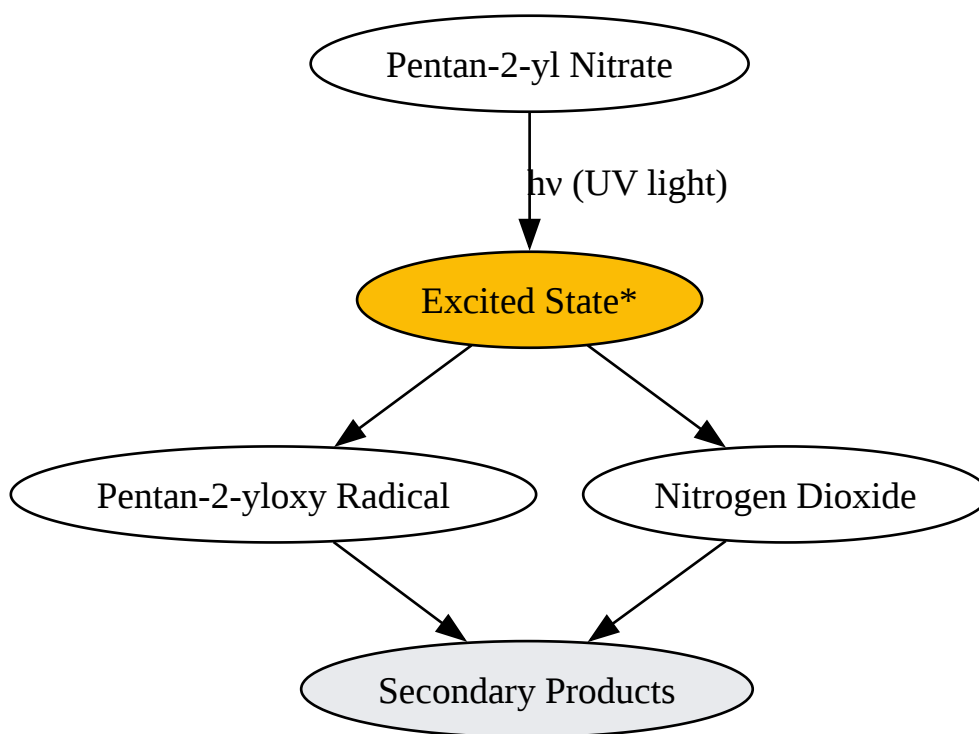 Pentan-2-yl Nitrate
hν (UV light)
Excited State*
Pentan-2-yloxy Radical
Nitrogen Dioxide
Secondary Products